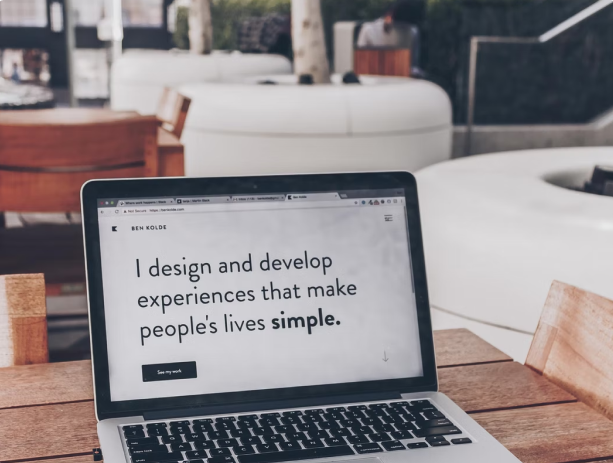 BEN KOLDE
I design and develop
experiences that make
people's lives simple.
See my work